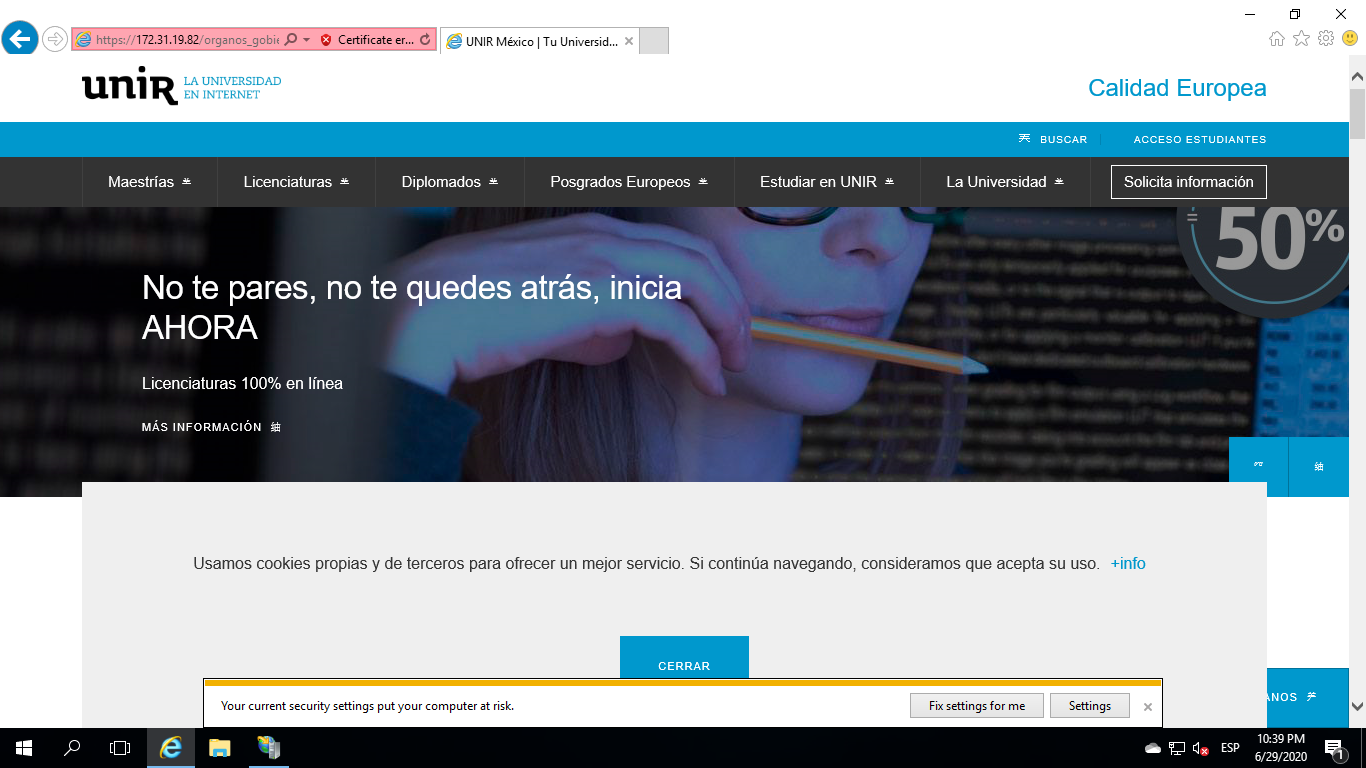 https://172.31.19.82/organos_gobie
Certificate er...
UNIR México | Tu Universid...
unIR LA UNIVERSIDAD
EN INTERNET
Calidad Europea
BUSCAR
ACCESO ESTUDIANTES
Maestrías
Licenciaturas
Diplomados
Posgrados Europeos
Estudiar en UNIR
La Universidad
Solicita información
= 50%
No te pares, no te quedes atrás, inicia
AHORA
Licenciaturas 100% en línea
MÁS INFORMACIÓN
Usamos cookies propias y de terceros para ofrecer un mejor servicio. Si continúa navegando, consideramos que acepta su uso. +info
CERRAR
ANOS
Your current security settings put your computer at risk.
Fix settings for me
Settings
ESP
10:39 PM
6/29/2020
1